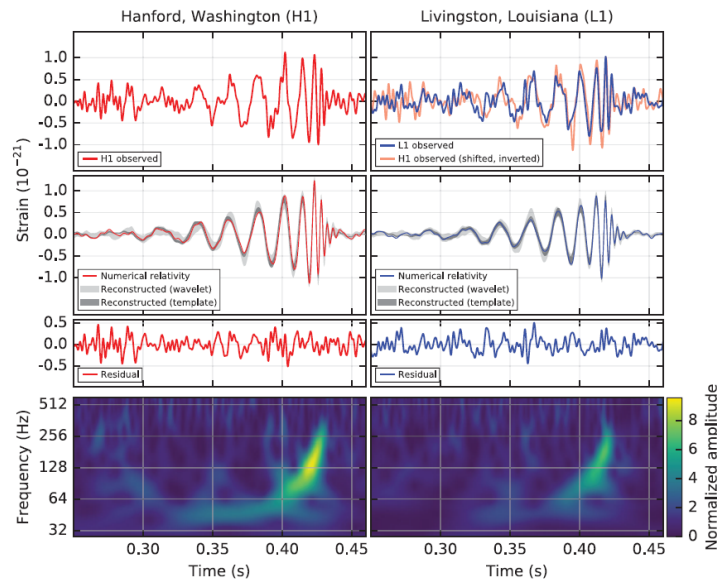 Hanford, Washington (H1)
Livingston, Louisiana (L1)
Strain (10⁻²¹)
1.0
0.5
0.0
-0.5
-1.0
H1 observed
L1 observed
H1 observed (shifted, inverted)
1.0
0.5
0.0
-0.5
-1.0
Numerical relativity
Reconstructed (wavelet)
Reconstructed (template)
Numerical relativity
Reconstructed (wavelet)
Reconstructed (template)
0.5
0.0
-0.5
Residual
Residual
Frequency (Hz)
512
256
128
64
32
Normalized amplitude
8
6
4
2
0
0.30
0.35
0.40
0.45
0.30
0.35
0.40
0.45
Time (s)
Time (s)